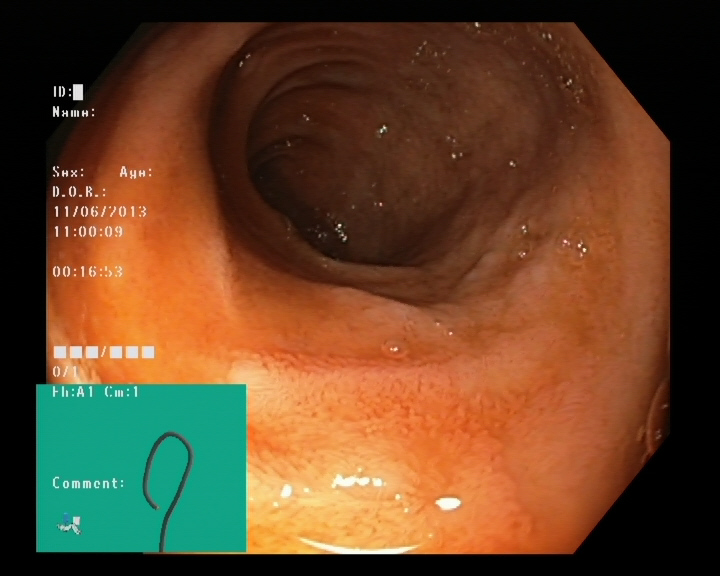 ID:
Name:
Sex: Age:
D.O.B.:
11/06/2013
11:00:09
00:16:53
■■■/■■■
0/1
Eh:A1 Cm:1
Comment: